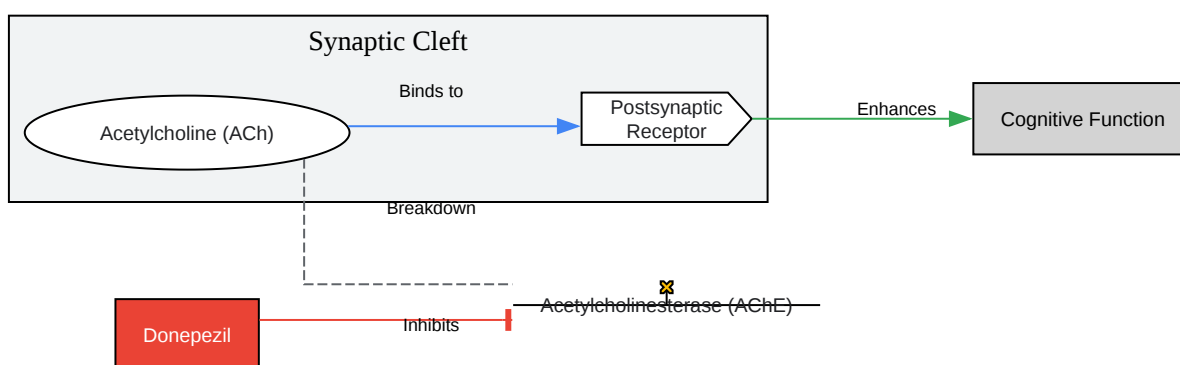 Synaptic Cleft
Binds to
Acetylcholine (ACh)
Postsynaptic
Receptor
Enhances
Cognitive Function
Breakdown
Acetylcholinesterase (AChE)
Donepezil
Inhibits